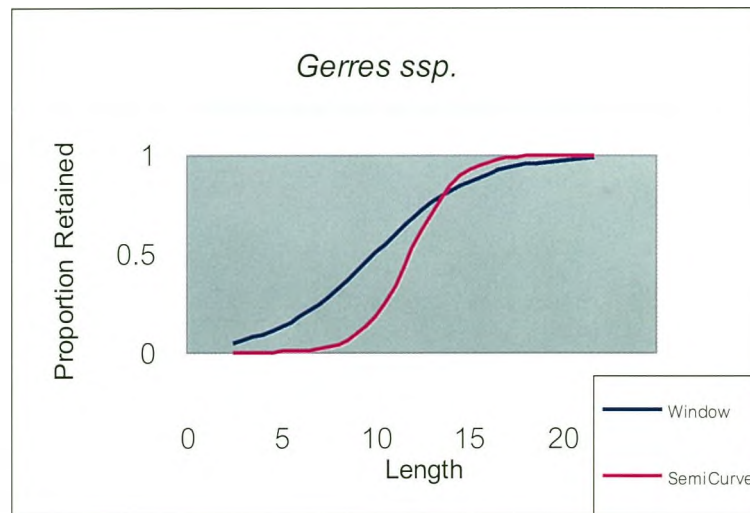 Gerres ssp.
Proportion Retained
1
0.5
0
0 5 10 15 20
Length
Window
SemiCurve